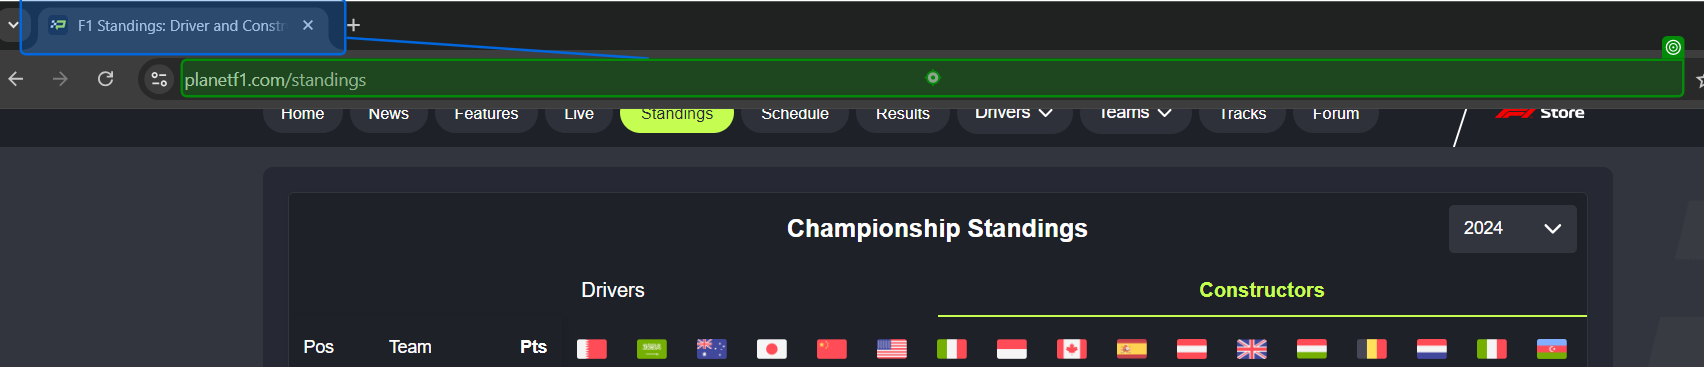 F1 Standings: Driver and Constr
planetf1.com/standings
Home News Features Live Standings Schedule Results Drivers Teams Tracks Forum Store
Championship Standings
2024
Drivers Constructors
Pos Team Pts